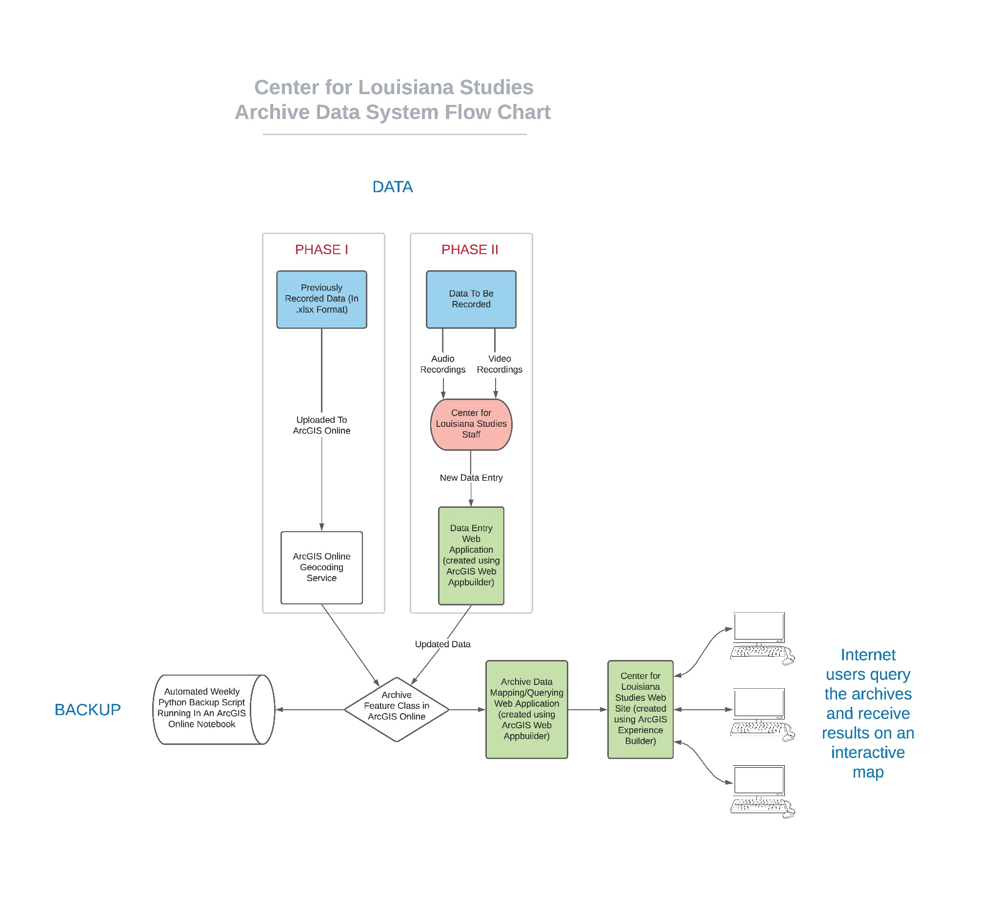 Center for Louisiana Studies
Archive Data System Flow Chart
DATA
PHASE I
Previously
Recorded Data (In
.xlsx Format)
Uploaded To
ArcGIS Online
ArcGIS Online
Geocoding
Service
PHASE II
Data To Be
Recorded
Audio
Recordings
Video
Recordings
Center for
Louisiana Studies
Staff
New Data Entry
Data Entry
Web
Application
(created using
ArcGIS Web
Appbuilder)
Updated Data
BACKUP
Automated Weekly
Python Backup Script
Running In An ArcGIS
Online Notebook
Archive
Feature Class in
ArcGIS Online
Archive Data
Mapping/Querying
Web Application
(created using
ArcGIS Web
Appbuilder)
Center for
Louisiana
Studies Web
Site (created
using ArcGIS
Experience
Builder)
Internet
users query
the archives
and receive
results on an
interactive
map